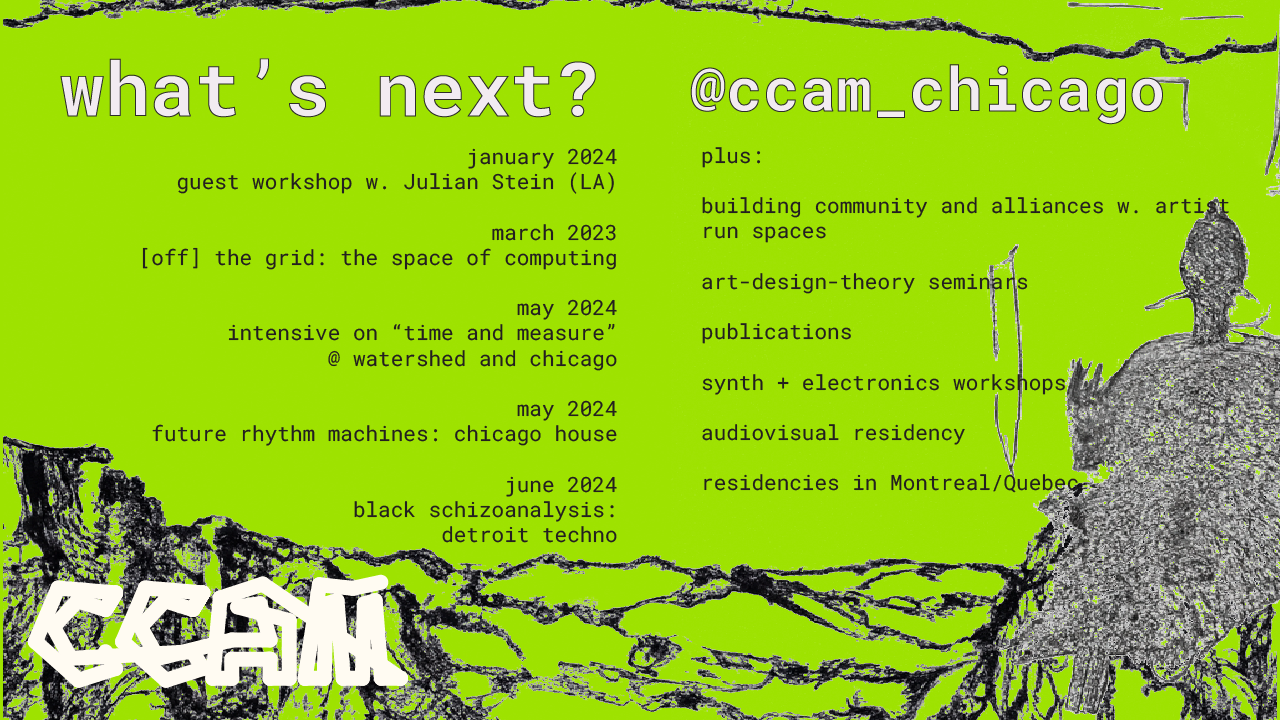 what's next?
january 2024
guest workshop w. Julian Stein (LA)
march 2023
[off] the grid: the space of computing
may 2024
intensive on “time and measure”
@ watershed and chicago
may 2024
future rhythm machines: chicago house
june 2024
black schizoanalysis:
detroit techno
@ccam_chicago
plus:
building community and alliances w. artist
run spaces
art-design-theory seminars
publications
synth + electronics workshops
audiovisual residency
residencies in Montreal/Quebec
CCAM